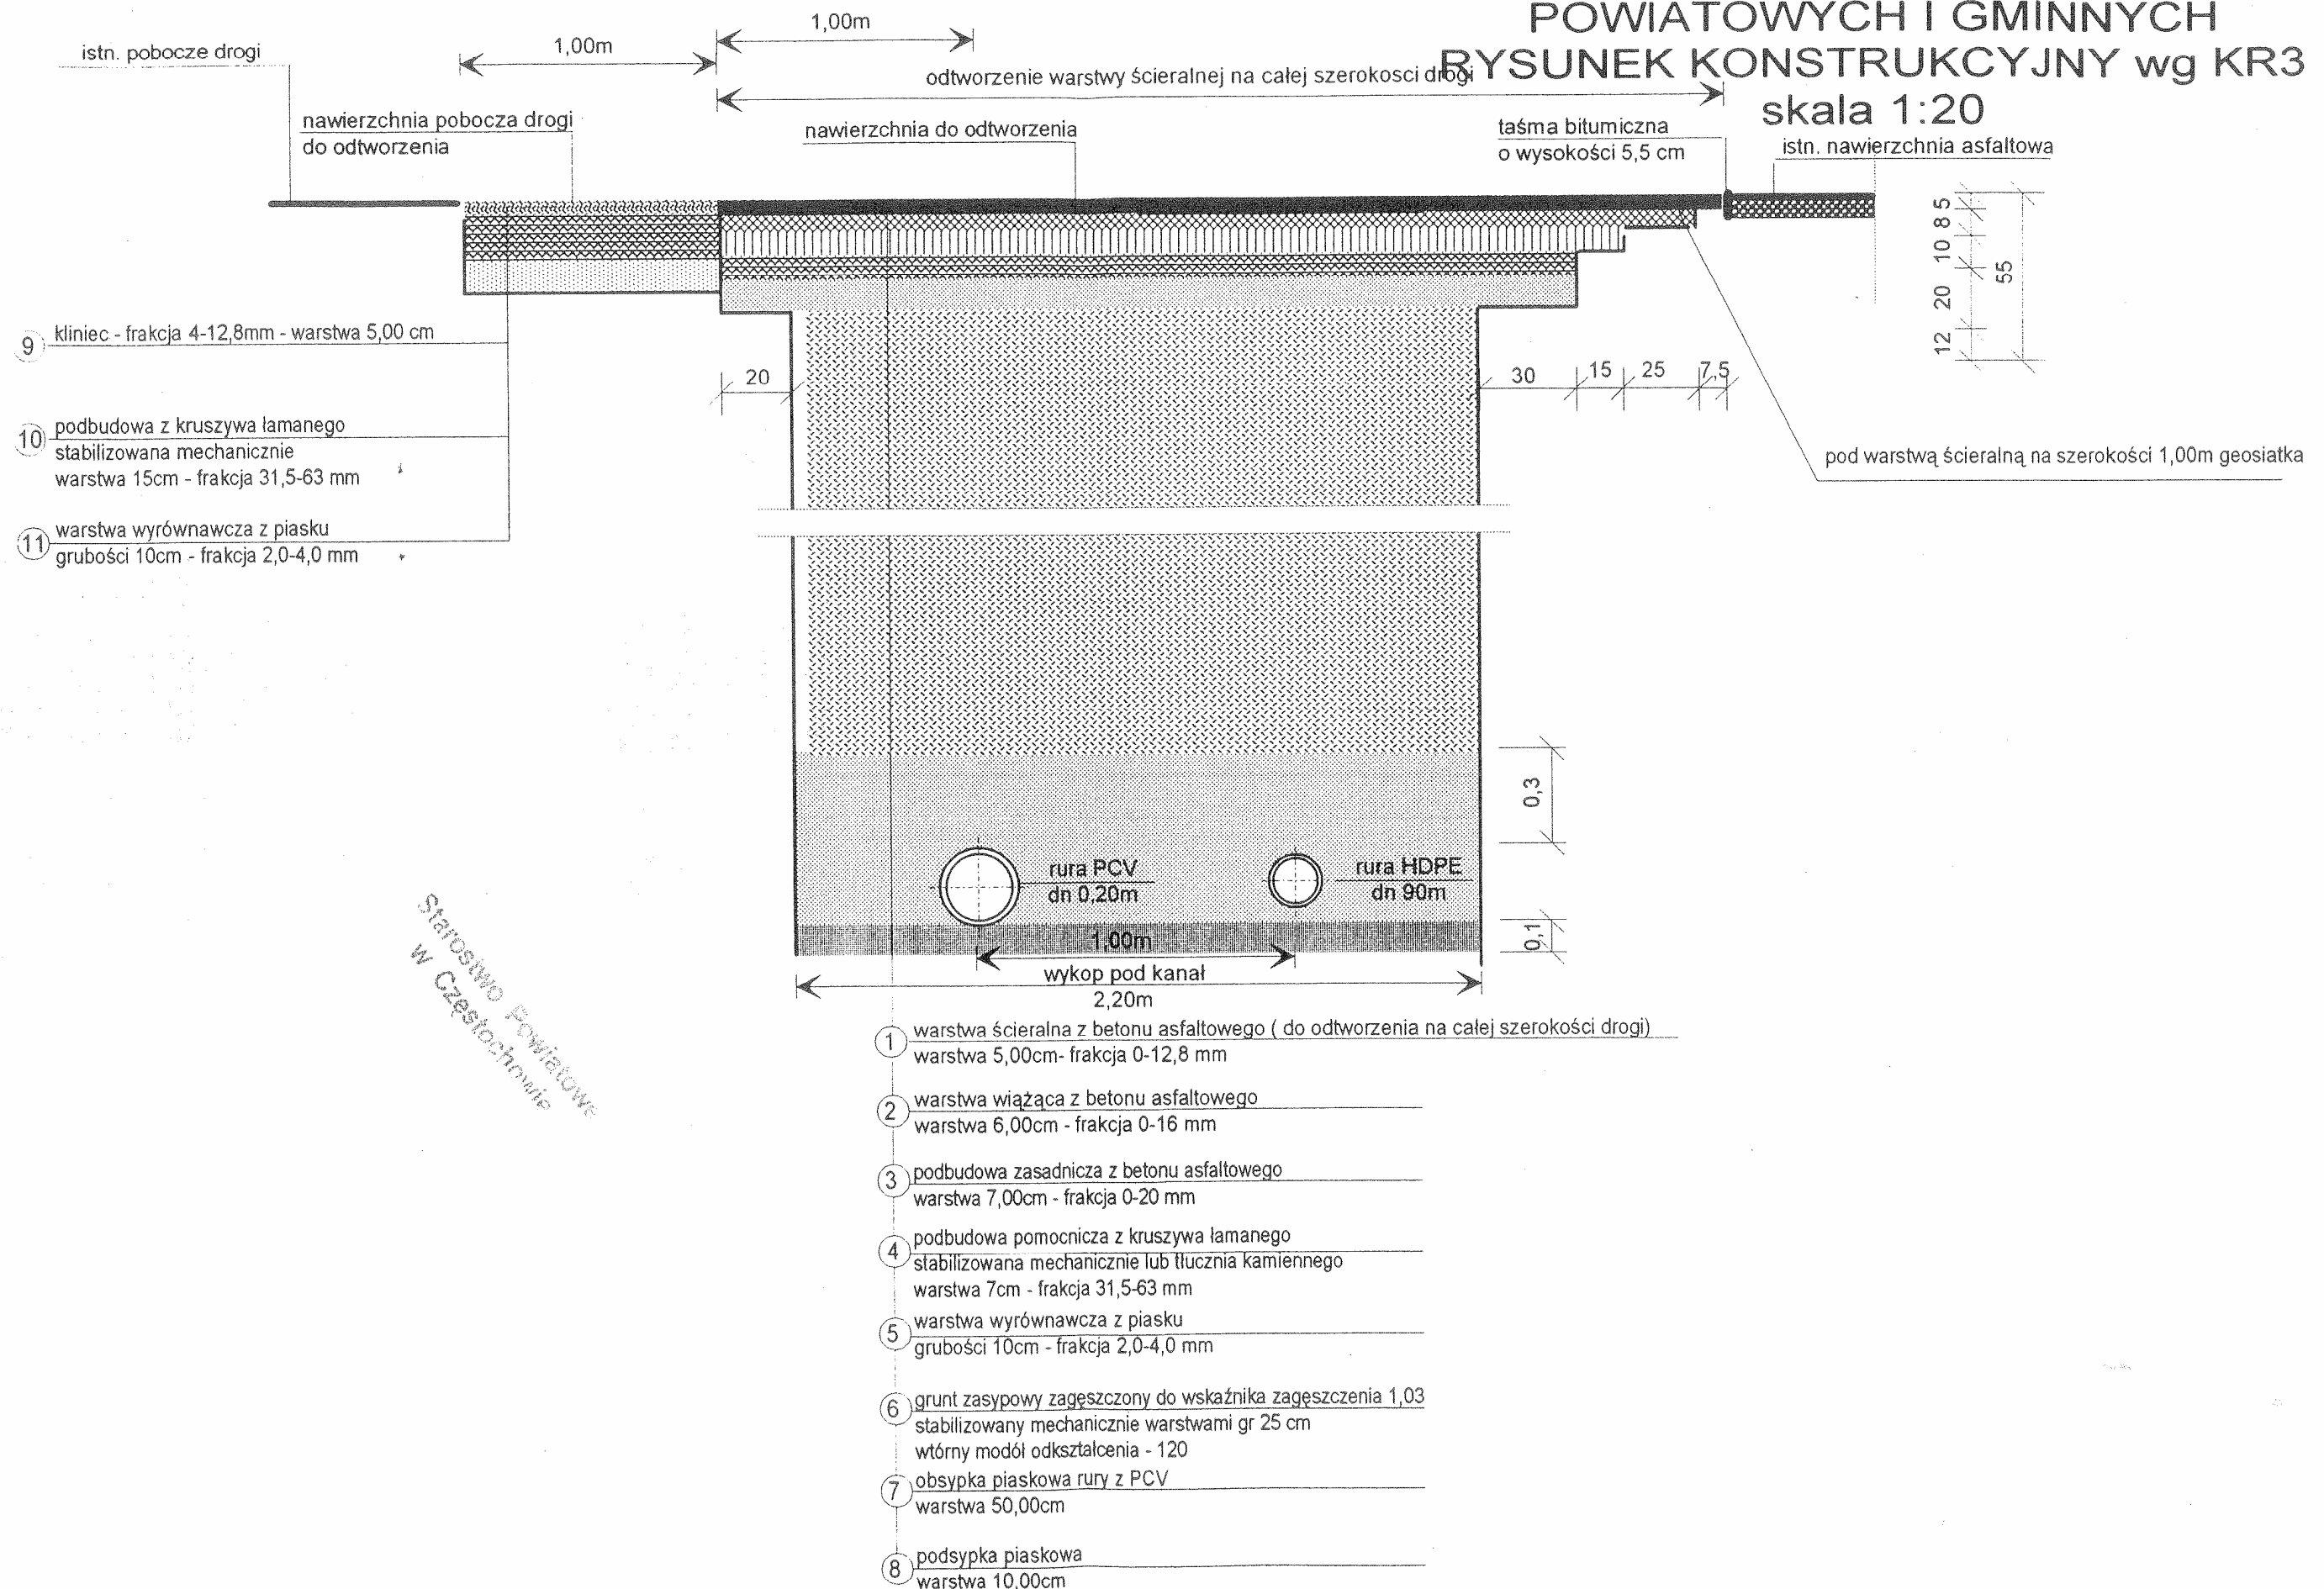 POWIATOWYCH I GMINNYCH
RYSUNEK KONSTRUKCYJNY wg KR3
skala 1:20
istn. pobocze drogi
1,00m
1,00m
odtworzenie warstwy ścieralnej na całej szerokosci drogi
nawierzchnia pobocza drogi
do odtworzenia
nawierzchnia do odtworzenia
taśma bitumiczna
o wysokości 5,5 cm
istn. nawierzchnia asfaltowa
5
8
10
20
12
55
9 kliniec - frakcja 4-12,8mm - warstwa 5,00 cm
10 podbudowa z kruszywa łamanego
stabilizowana mechanicznie
warstwa 15cm - frakcja 31,5-63 mm
11 warstwa wyrównawcza z piasku
grubości 10cm - frakcja 2,0-4,0 mm
20
30
15
25
7,5
pod warstwą ścieralną na szerokości 1,00m geosiatka
0,3
rura PCV
dn 0,20m
rura HDPE
dn 90m
0,1
1,00m
wykop pod kanał
2,20m
Starostwo Powiatowe
w Częstochowie
1 warstwa ścieralna z betonu asfaltowego ( do odtworzenia na całej szerokości drogi)
warstwa 5,00cm- frakcja 0-12,8 mm
2 warstwa wiążąca z betonu asfaltowego
warstwa 6,00cm - frakcja 0-16 mm
3 podbudowa zasadnicza z betonu asfaltowego
warstwa 7,00cm - frakcja 0-20 mm
4 podbudowa pomocnicza z kruszywa łamanego
stabilizowana mechanicznie lub tłucznia kamiennego
warstwa 7cm - frakcja 31,5-63 mm
5 warstwa wyrównawcza z piasku
grubości 10cm - frakcja 2,0-4,0 mm
6 grunt zasypowy zagęszczony do wskaźnika zagęszczenia 1,03
stabilizowany mechanicznie warstwami gr 25 cm
wtórny modół odkształcenia - 120
7 obsypka piaskowa rury z PCV
warstwa 50,00cm
8 podsypka piaskowa
warstwa 10,00cm